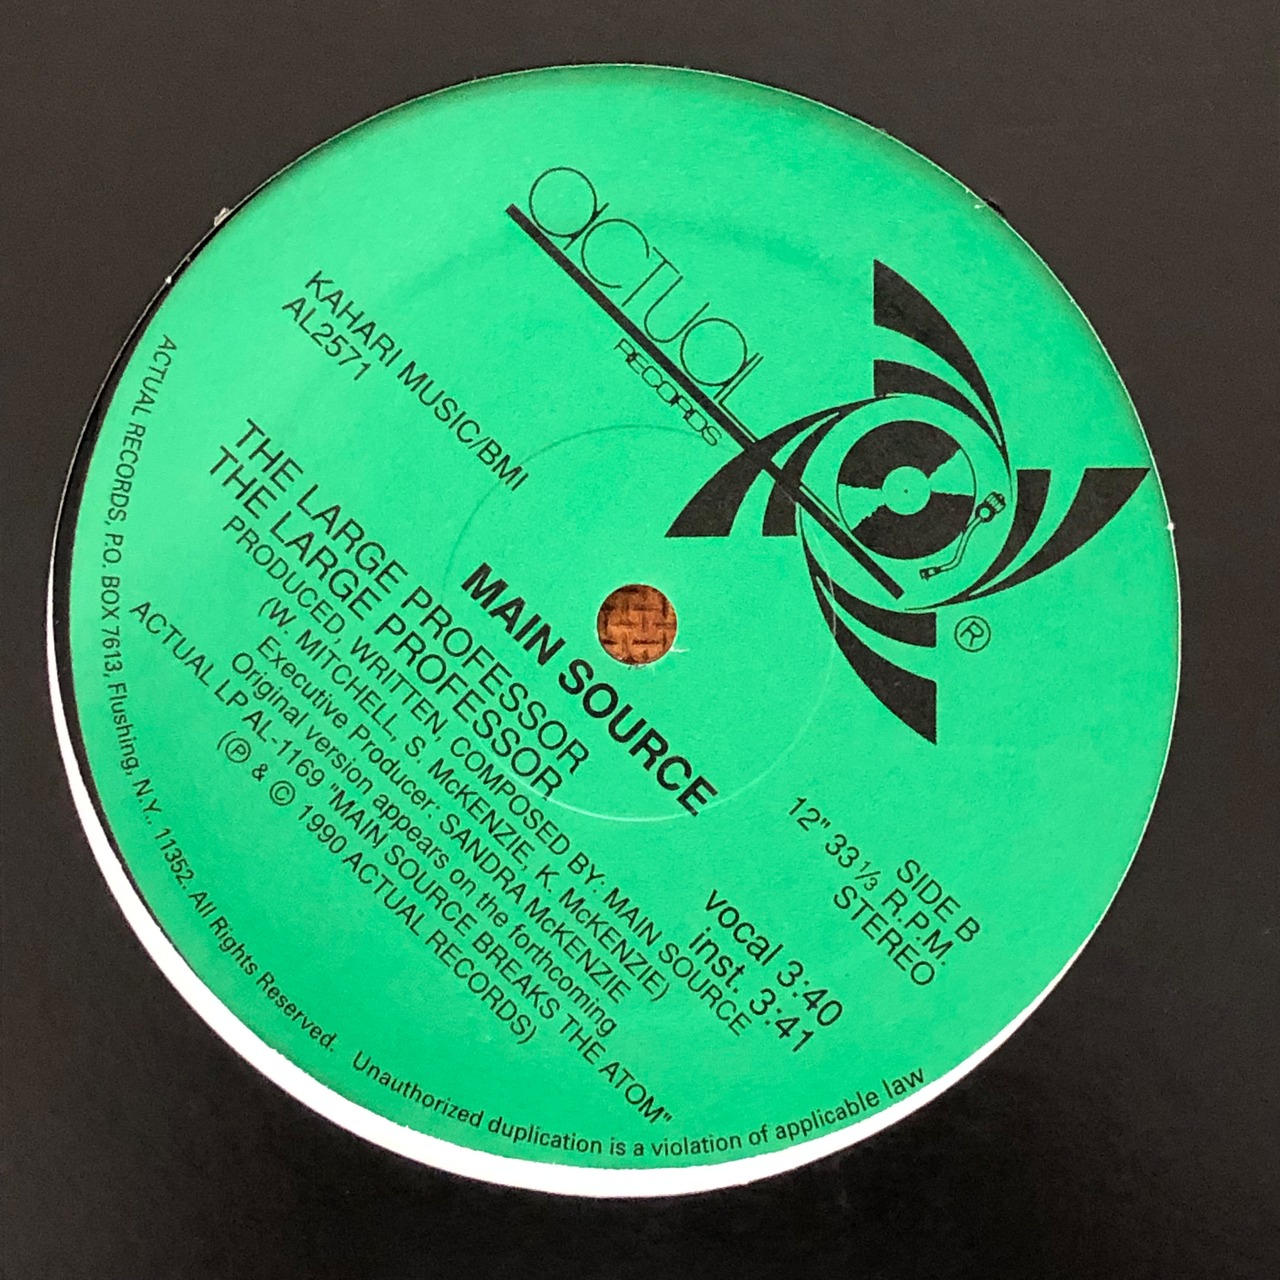 actual
RECORDS
®
KAHARI MUSIC/BMI
AL2571
SIDE B
12" 33 1/3 R.P.M.
STEREO
MAIN SOURCE
THE LARGE PROFESSOR vocal 3:40
THE LARGE PROFESSOR inst. 3:41
PRODUCED, WRITTEN, COMPOSED BY: MAIN SOURCE
(W. MITCHELL, S. McKENZIE, K. McKENZIE)
Executive Producer: SANDRA McKENZIE
Original version appears on the forthcoming
ACTUAL LP AL-1169 "MAIN SOURCE BREAKS THE ATOM"
(℗ & © 1990 ACTUAL RECORDS)
ACTUAL RECORDS, P.O. BOX 7613, Flushing, N.Y., 11352. All Rights Reserved. Unauthorized duplication is a violation of applicable law